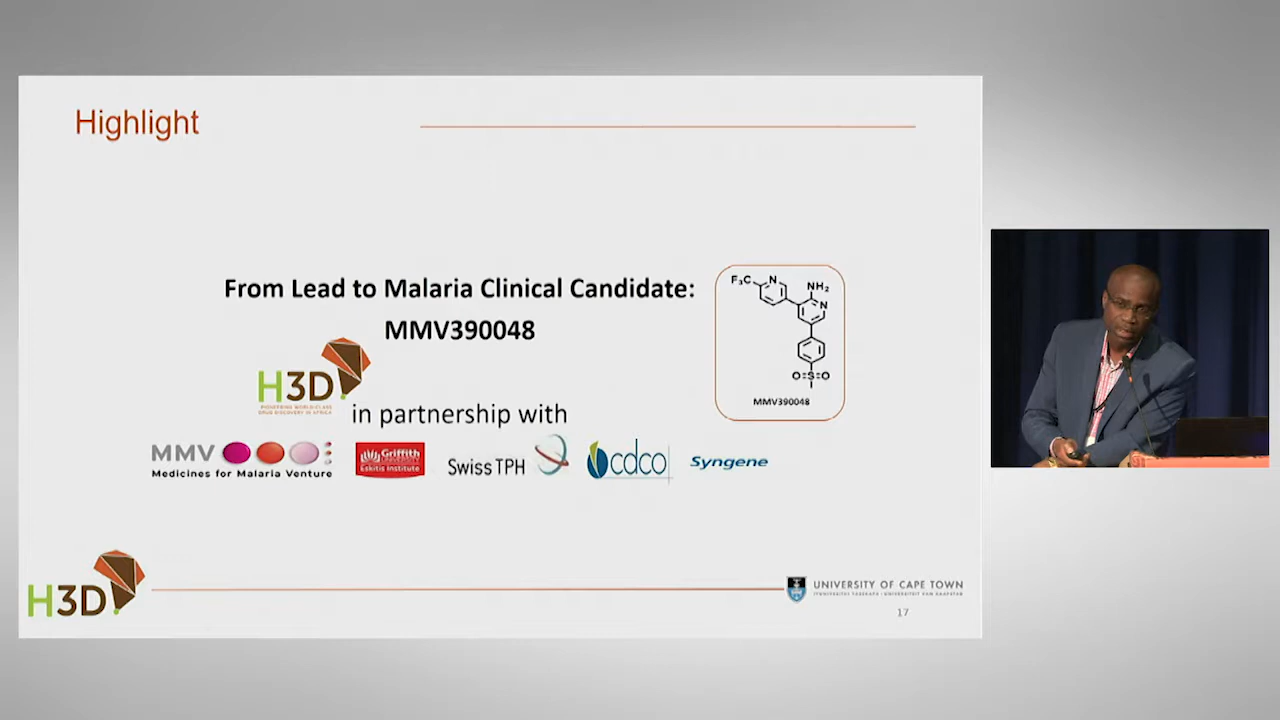 Highlight
From Lead to Malaria Clinical Candidate:
MMV390048
F₃C
N
NH₂
N
O=S=O
MMV390048
H3D
PIONEERING WORLD-CLASS
DRUG DISCOVERY IN AFRICA
in partnership with
MMV
Medicines for Malaria Venture
Griffith
Eskitis Institute
Swiss TPH
cdco
Syngene
H3D
UNIVERSITY OF CAPE TOWN
17